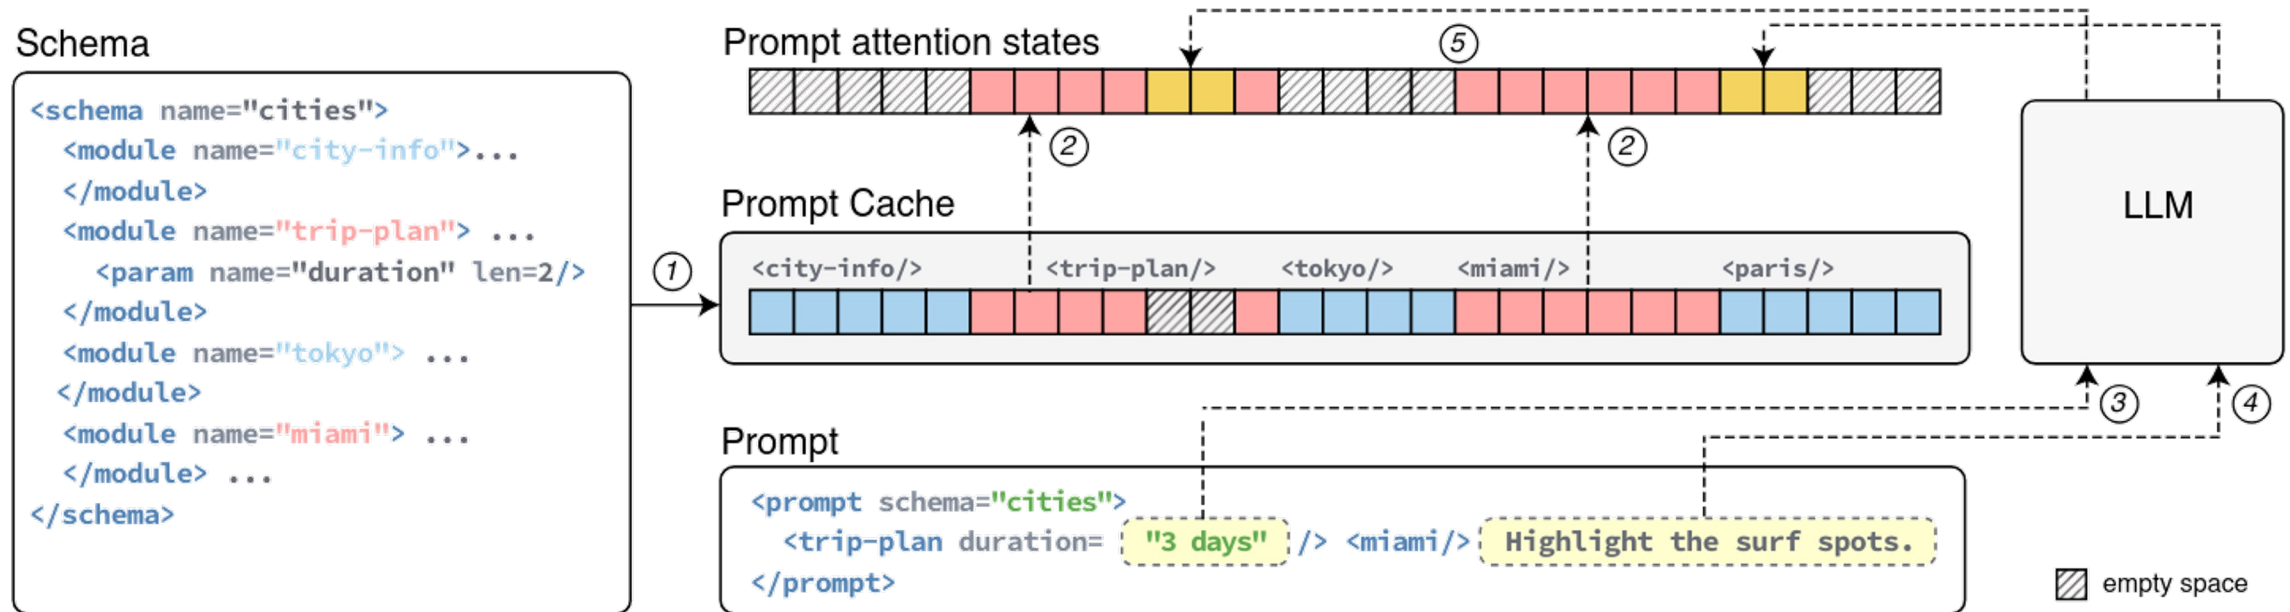 Schema
<schema name="cities">
<module name="city-info">...
</module>
<module name="trip-plan"> ...
<param name="duration" len=2/>
</module>
<module name="tokyo"> ...
</module>
<module name="miami"> ...
</module> ...
</schema>
1
Prompt attention states
5
2
2
Prompt Cache
<city-info/> <trip-plan/> <tokyo/> <miami/> <paris/>
LLM
3
4
Prompt
<prompt schema="cities">
<trip-plan duration= "3 days" /> <miami/> Highlight the surf spots.
</prompt>
empty space